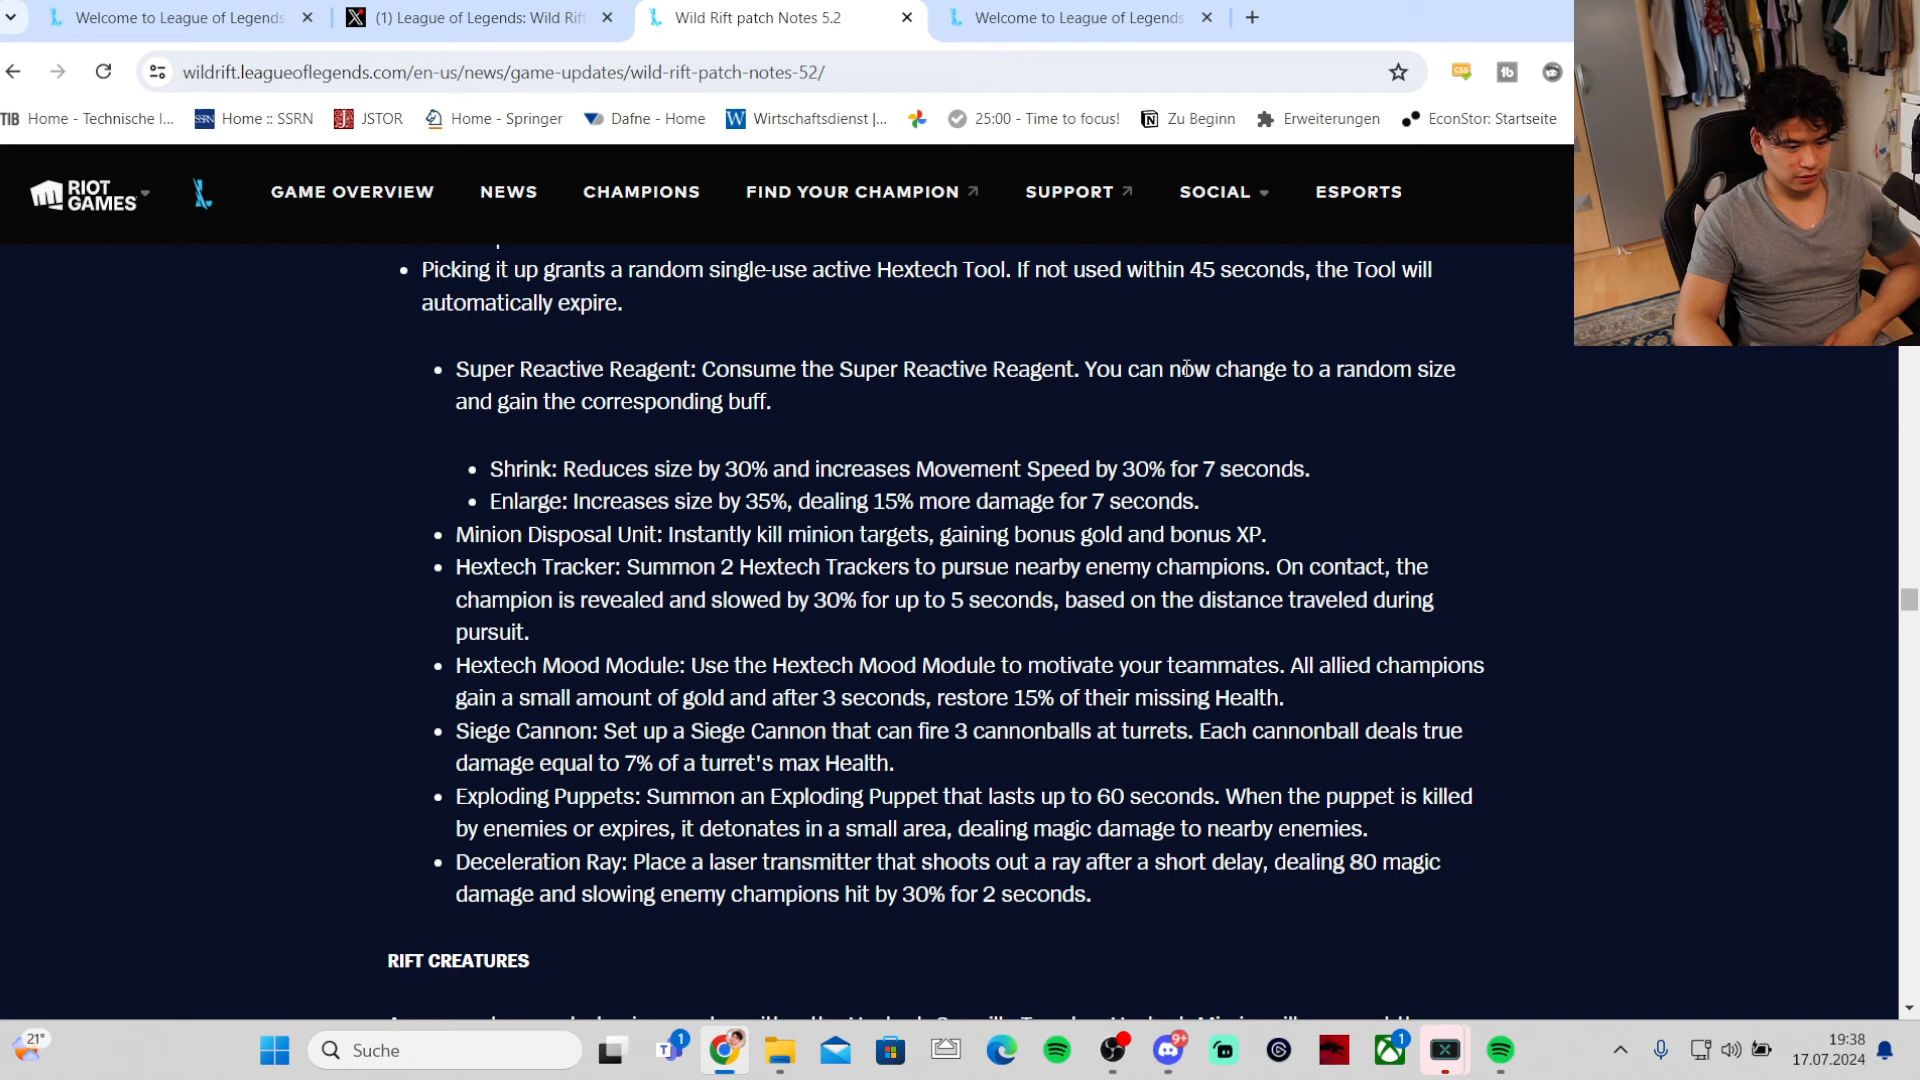 Welcome to League of Legends
(1) League of Legends: Wild Rif
Wild Rift patch Notes 5.2
Welcome to League of Legends
wildrift.leagueoflegends.com/en-us/news/game-updates/wild-rift-patch-notes-52/
TIB Home - Technische I...
SSRN Home :: SSRN
JSTOR
Home - Springer
Dafne - Home
W Wirtschaftsdienst |...
25:00 - Time to focus!
Zu Beginn
Erweiterungen
EconStor: Startseite
RIOT
GAMES
GAME OVERVIEW
NEWS
CHAMPIONS
FIND YOUR CHAMPION
SUPPORT
SOCIAL
ESPORTS
Picking it up grants a random single-use active Hextech Tool. If not used within 45 seconds, the Tool will
automatically expire.
Super Reactive Reagent: Consume the Super Reactive Reagent. You can now change to a random size
and gain the corresponding buff.
Shrink: Reduces size by 30% and increases Movement Speed by 30% for 7 seconds.
Enlarge: Increases size by 35%, dealing 15% more damage for 7 seconds.
Minion Disposal Unit: Instantly kill minion targets, gaining bonus gold and bonus XP.
Hextech Tracker: Summon 2 Hextech Trackers to pursue nearby enemy champions. On contact, the
champion is revealed and slowed by 30% for up to 5 seconds, based on the distance traveled during
pursuit.
Hextech Mood Module: Use the Hextech Mood Module to motivate your teammates. All allied champions
gain a small amount of gold and after 3 seconds, restore 15% of their missing Health.
Siege Cannon: Set up a Siege Cannon that can fire 3 cannonballs at turrets. Each cannonball deals true
damage equal to 7% of a turret's max Health.
Exploding Puppets: Summon an Exploding Puppet that lasts up to 60 seconds. When the puppet is killed
by enemies or expires, it detonates in a small area, dealing magic damage to nearby enemies.
Deceleration Ray: Place a laser transmitter that shoots out a ray after a short delay, dealing 80 magic
damage and slowing enemy champions hit by 30% for 2 seconds.
RIFT CREATURES
21°
Suche
1
9+
1
19:38
17.07.2024